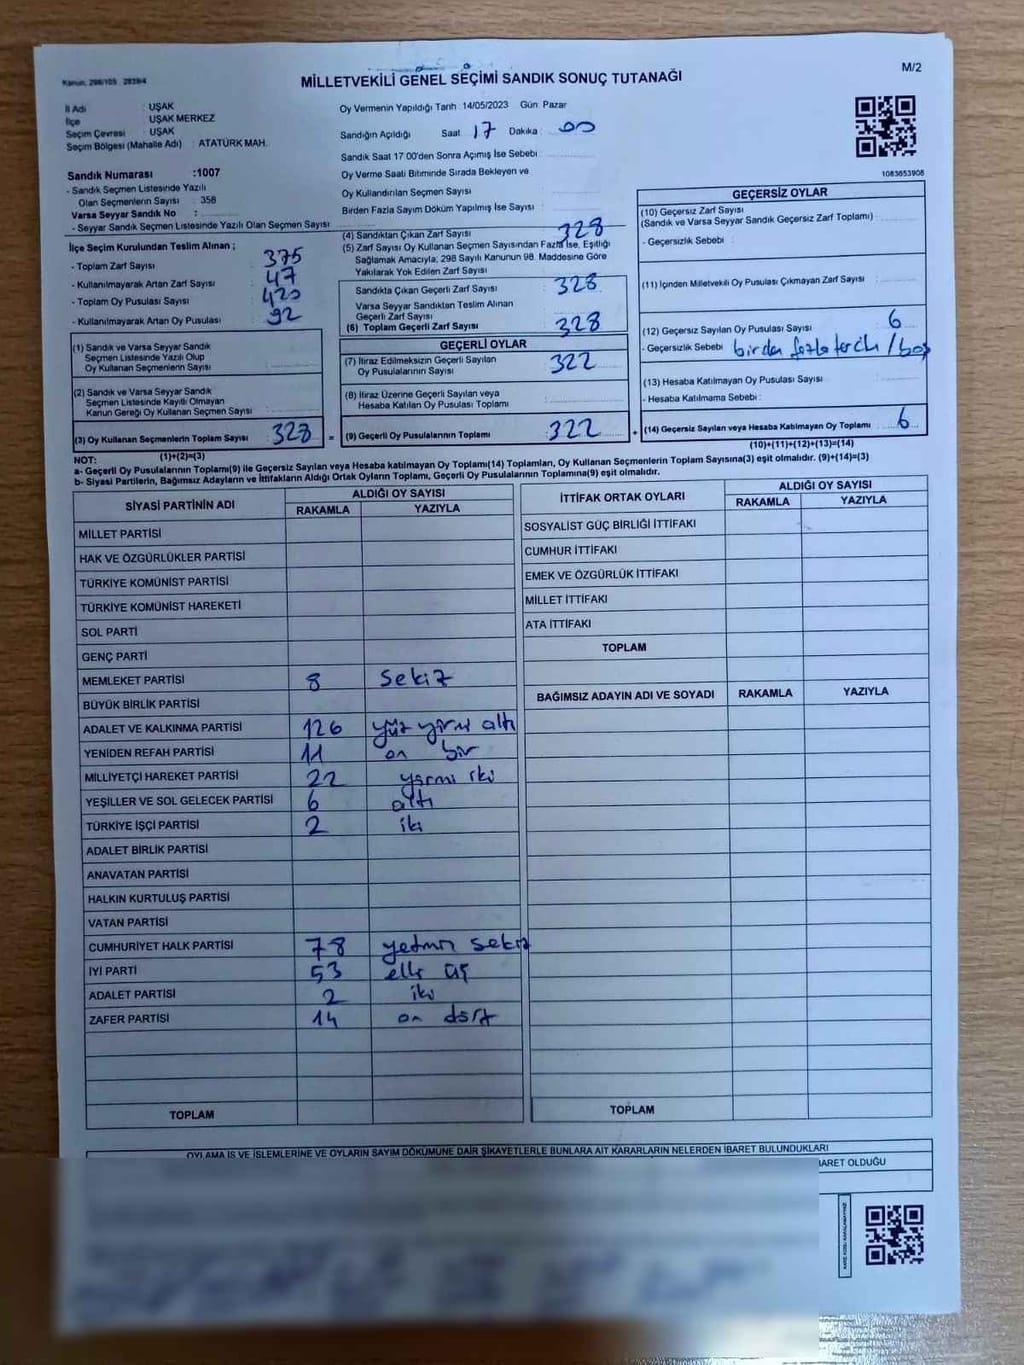 Kanun, 298/105 2839/4
MİLLETVEKİLİ GENEL SEÇİMİ SANDIK SONUÇ TUTANAĞI
M/2
İl Adı : UŞAK
İlçe : UŞAK MERKEZ
Seçim Çevresi : UŞAK
Seçim Bölgesi (Mahalle Adı) : ATATÜRK MAH.
Oy Vermenin Yapıldığı Tarih : 14/05/2023 Gün: Pazar
Sandığın Açıldığı Saat 17 Dakika : 00
Sandık Saat 17 00'den Sonra Açımış İse Sebebi :
Oy Verme Saati Bitiminde Sırada Bekleyen ve
Oy Kullandırılan Seçmen Sayısı
Birden Fazla Sayım Döküm Yapılmış İse Sayısı :
1083653908
Sandık Numarası :1007
- Sandık Seçmen Listesinde Yazılı
Olan Seçmenlerin Sayısı : 358
Varsa Seyyar Sandık No :
- Seyyar Sandık Seçmen Listesinde Yazılı Olan Seçmen Sayısı
İlçe Seçim Kurulundan Teslim Alınan ;
- Toplam Zarf Sayısı 375
- Kullanılmayarak Artan Zarf Sayısı 47
- Toplam Oy Pusulası Sayısı 420
- Kullanılmayarak Artan Oy Pusulası 92
(1) Sandık ve Varsa Seyyar Sandık
Seçmen Listesinde Yazılı Olup
Oy Kullanan Seçmenlerin Sayısı
(2) Sandık ve Varsa Seyyar Sandık
Seçmen Listesinde Kayıtlı Olmayan
Kanun Gereği Oy Kullanan Seçmen Sayısı
(3) Oy Kullanan Seçmenlerin Toplam Sayısı 328 =
(1)+(2)=(3)
(4) Sandıktan Çıkan Zarf Sayısı 328
(5) Zarf Sayısı Oy Kullanan Seçmen Sayısından Fazla İse, Eşitliği
Sağlamak Amacıyla; 298 Sayılı Kanunun 98. Maddesine Göre
Yakılarak Yok Edilen Zarf Sayısı
Sandıkta Çıkan Geçerli Zarf Sayısı 328
Varsa Seyyar Sandıktan Teslim Alınan
Geçerli Zarf Sayısı
(6) Toplam Geçerli Zarf Sayısı 328
GEÇERLİ OYLAR
(7) İtiraz Edilmeksizin Geçerli Sayılan
Oy Pusulalarının Sayısı 322
(8) İtiraz Üzerine Geçerli Sayılan veya
Hesaba Katılan Oy Pusulası Toplamı
(9) Geçerli Oy Pusulalarının Toplamı 322 +
GEÇERSİZ OYLAR
(10) Geçersiz Zarf Sayısı
(Sandık ve Varsa Seyyar Sandık Geçersiz Zarf Toplamı)
- Geçersizlik Sebebi :
(11) İçinden Milletvekili Oy Pusulası Çıkmayan Zarf Sayısı
(12) Geçersiz Sayılan Oy Pusulası Sayısı 6
- Geçersizlik Sebebi birden fazla tercih / boş
(13) Hesaba Katılmayan Oy Pusulası Sayısı
- Hesaba Katılmama Sebebi :
(14) Geçersiz Sayılan veya Hesaba Katılmayan Oy Toplamı 6
(10)+(11)+(12)+(13)=(14)
NOT:
a- Geçerli Oy Pusulalarının Toplamı(9) ile Geçersiz Sayılan veya Hesaba Katılmayan Oy Toplamı(14) Toplamları, Oy Kullanan Seçmenlerin Toplam Sayısına(3) eşit olmalıdır. (9)+(14)=(3)
b- Siyasi Partilerin, Bağımsız Adayların ve İttifakların Aldığı Ortak Oyların Toplamı, Geçerli Oy Pusulalarının Toplamına(9) eşit olmalıdır.
SİYASİ PARTİNİN ADI
ALDIĞI OY SAYISI
RAKAMLA YAZIYLA
MİLLET PARTİSİ
HAK VE ÖZGÜRLÜKLER PARTİSİ
TÜRKİYE KOMÜNİST PARTİSİ
TÜRKİYE KOMÜNİST HAREKETİ
SOL PARTİ
GENÇ PARTİ
MEMLEKET PARTİSİ 8 sekiz
BÜYÜK BİRLİK PARTİSİ
ADALET VE KALKINMA PARTİSİ 126 yüz yirmi altı
YENİDEN REFAH PARTİSİ 11 on bir
MİLLİYETÇİ HAREKET PARTİSİ 22 yirmi iki
YEŞİLLER VE SOL GELECEK PARTİSİ 6 altı
TÜRKİYE İŞÇİ PARTİSİ 2 iki
ADALET BİRLİK PARTİSİ
ANAVATAN PARTİSİ
HALKIN KURTULUŞ PARTİSİ
VATAN PARTİSİ
CUMHURİYET HALK PARTİSİ 78 yetmiş sekiz
İYİ PARTİ 53 elli üç
ADALET PARTİSİ 2 iki
ZAFER PARTİSİ 14 on dört
TOPLAM
İTTİFAK ORTAK OYLARI
ALDIĞI OY SAYISI
RAKAMLA YAZIYLA
SOSYALİST GÜÇ BİRLİĞİ İTTİFAKI
CUMHUR İTTİFAKI
EMEK VE ÖZGÜRLÜK İTTİFAKI
MİLLET İTTİFAKI
ATA İTTİFAKI
TOPLAM
BAĞIMSIZ ADAYIN ADI VE SOYADI RAKAMLA YAZIYLA
TOPLAM
OYLAMA İŞ VE İŞLEMLERİNE VE OYLARIN SAYIM DÖKÜMÜNE DAİR ŞİKAYETLERLE BUNLARA AİT KARARLARIN NELERDEN İBARET BULUNDUKLARI
İBARET OLDUĞU